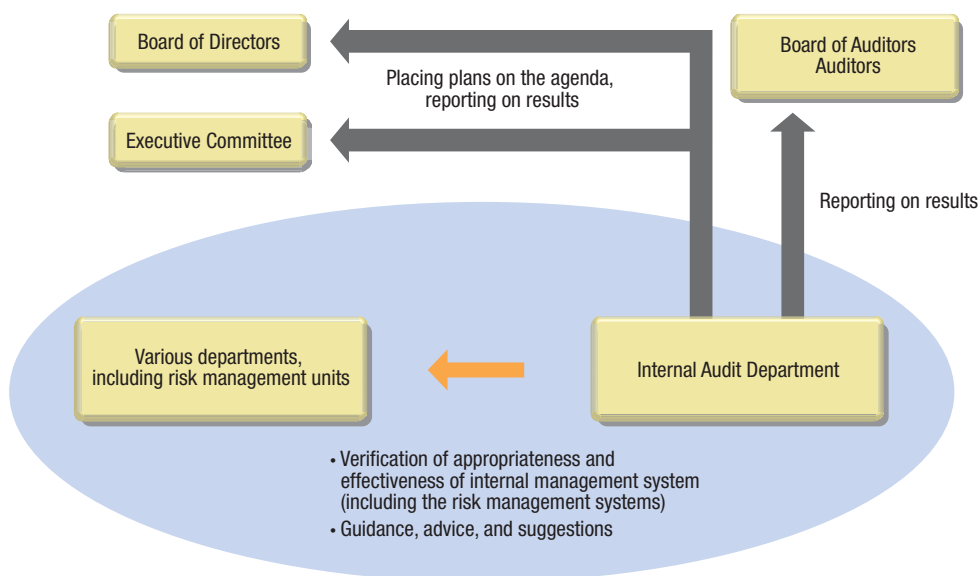 Board of Directors
Board of Auditors
Auditors
Placing plans on the agenda,
reporting on results
Executive Committee
Reporting on results
Various departments,
including risk management units
Internal Audit Department
• Verification of appropriateness and
effectiveness of internal management system
(including the risk management systems)
• Guidance, advice, and suggestions